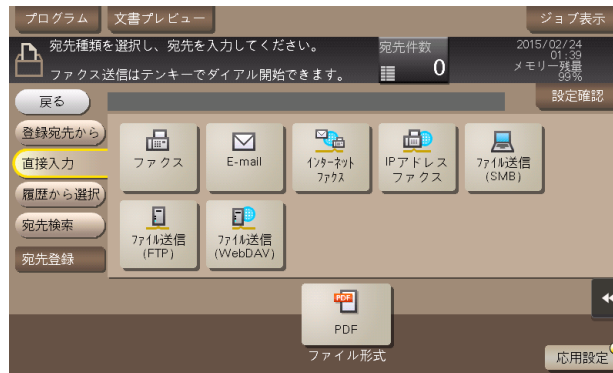 プログラム
文書プレビュー
ジョブ表示
宛先種類を選択し、宛先を入力してください。
ファクス送信はテンキーでダイアル開始できます。
宛先件数
0
2015/02/24
01:39
メモリー残量
99%
戻る
設定確認
登録宛先から
直接入力
履歴から選択
宛先検索
宛先登録
ファクス
E-mail
インターネット
ファクス
IPアドレス
ファクス
ファイル送信
(SMB)
ファイル送信
(FTP)
ファイル送信
(WebDAV)
PDF
PDF
ファイル形式
応用設定